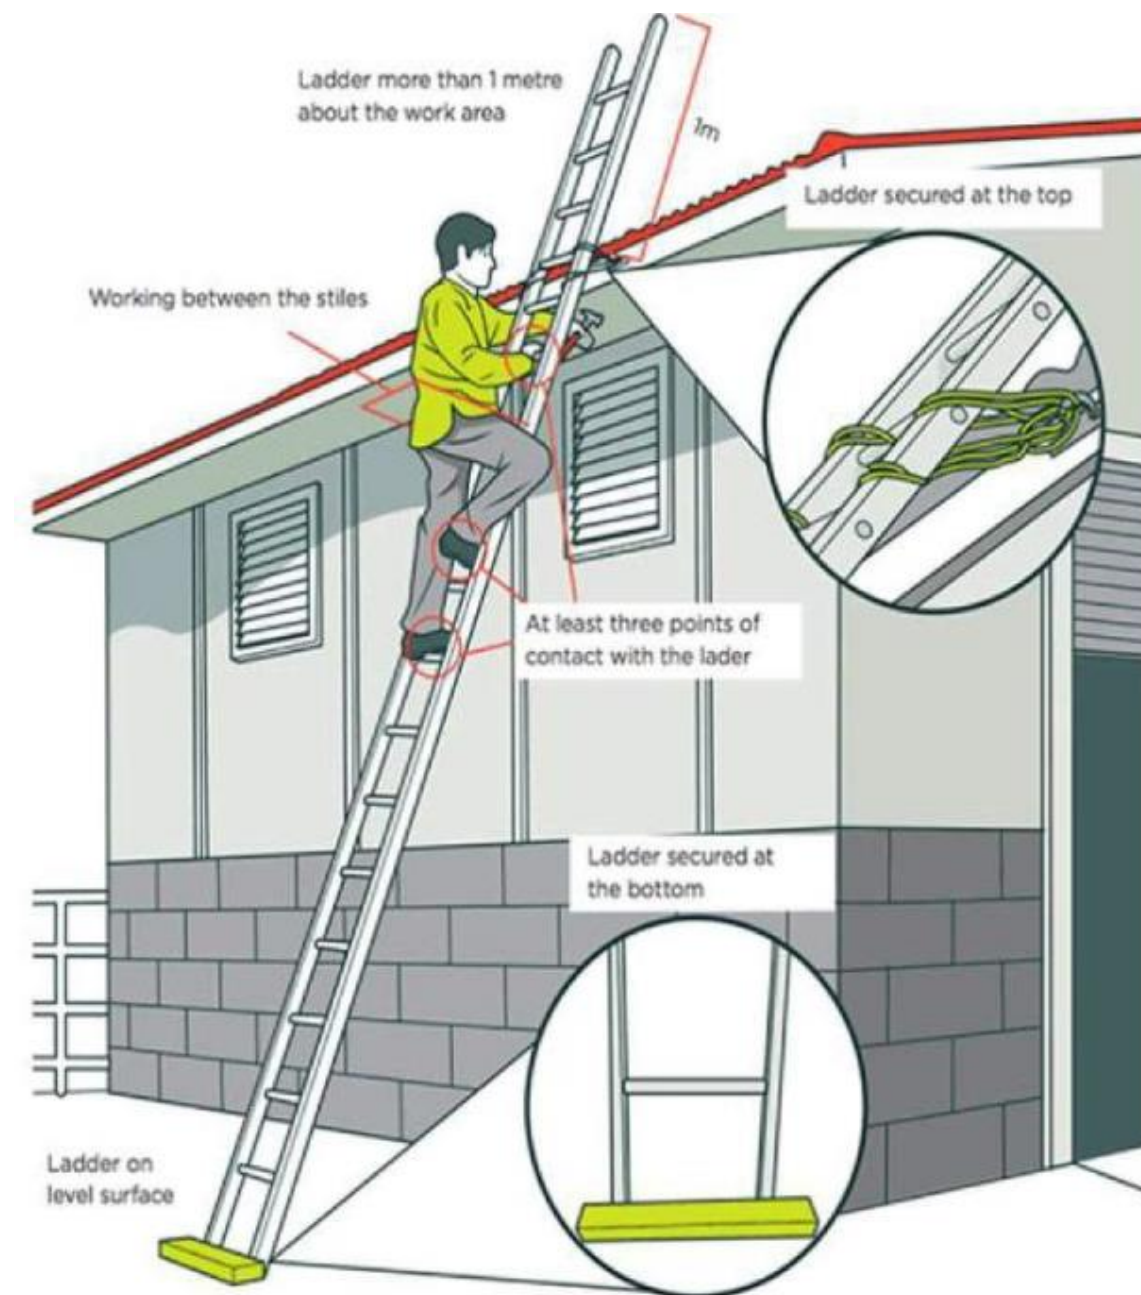 Ladder more than 1 metre
about the work area
1m
Ladder secured at the top
Working between the stiles
At least three points of
contact with the lader
Ladder secured at
the bottom
Ladder on
level surface